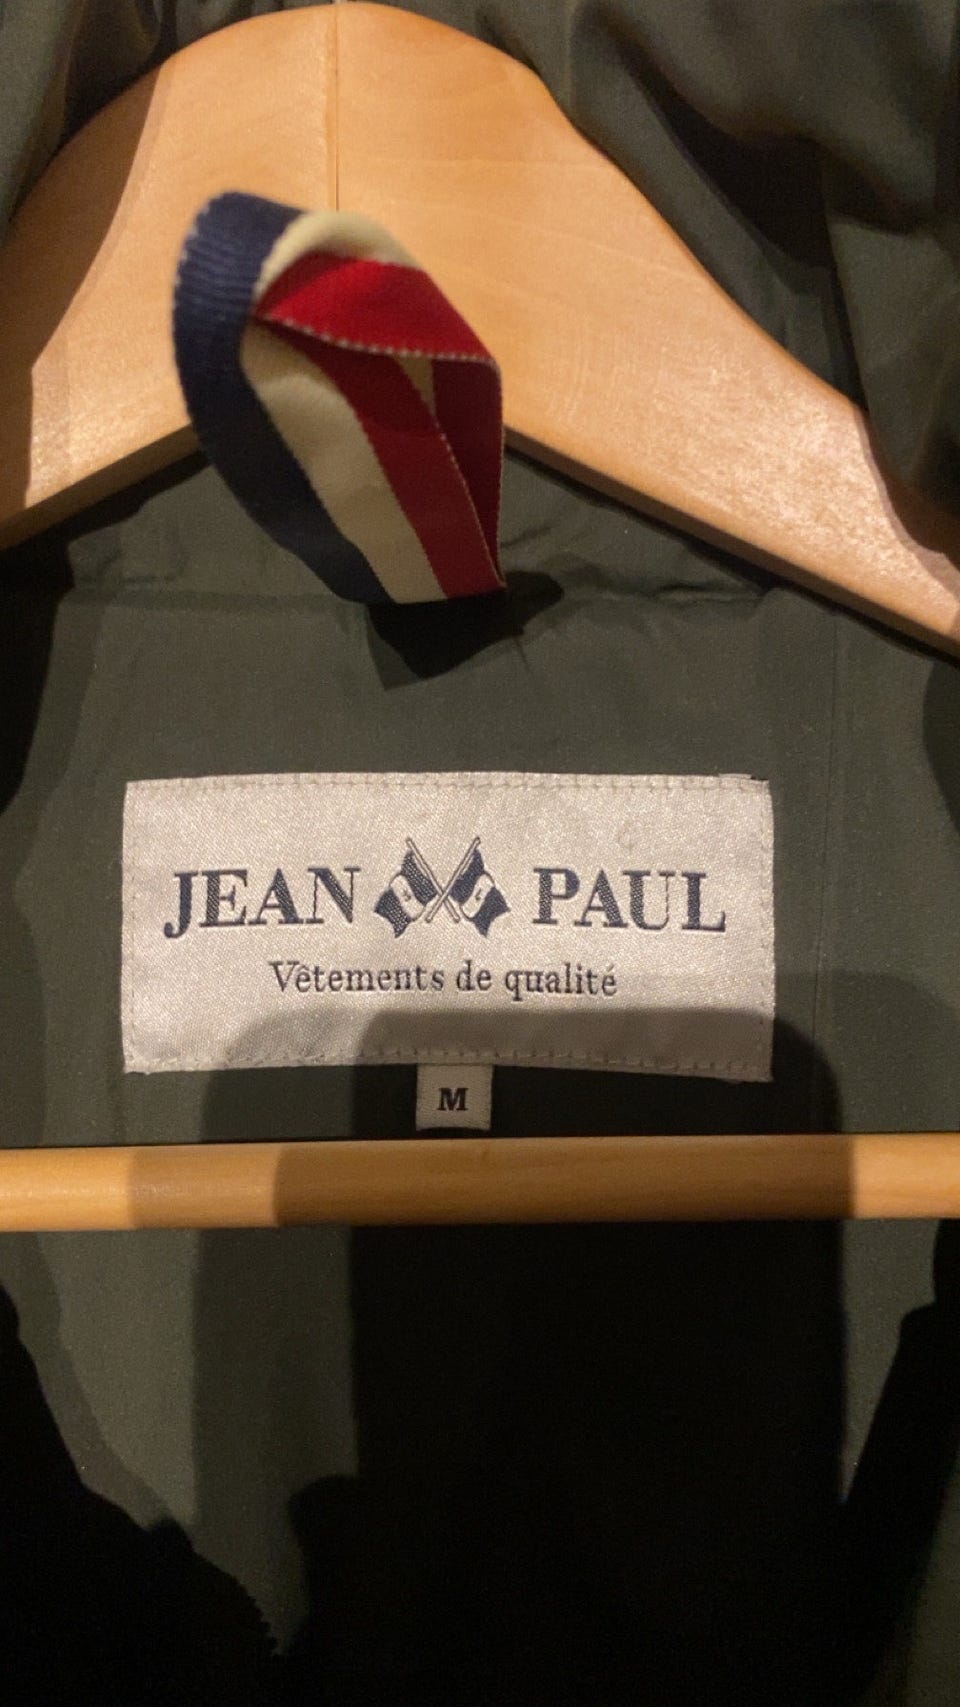 JEAN PAUL
Vêtements de qualité
M